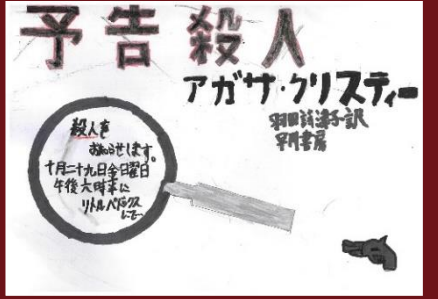 予告殺人
アガサ・クリスティー
羽田詩津子訳
早川書房
殺人を
お知らせします。
十月二十九日金曜日
午後六時半に
リトルパドックス
にて…